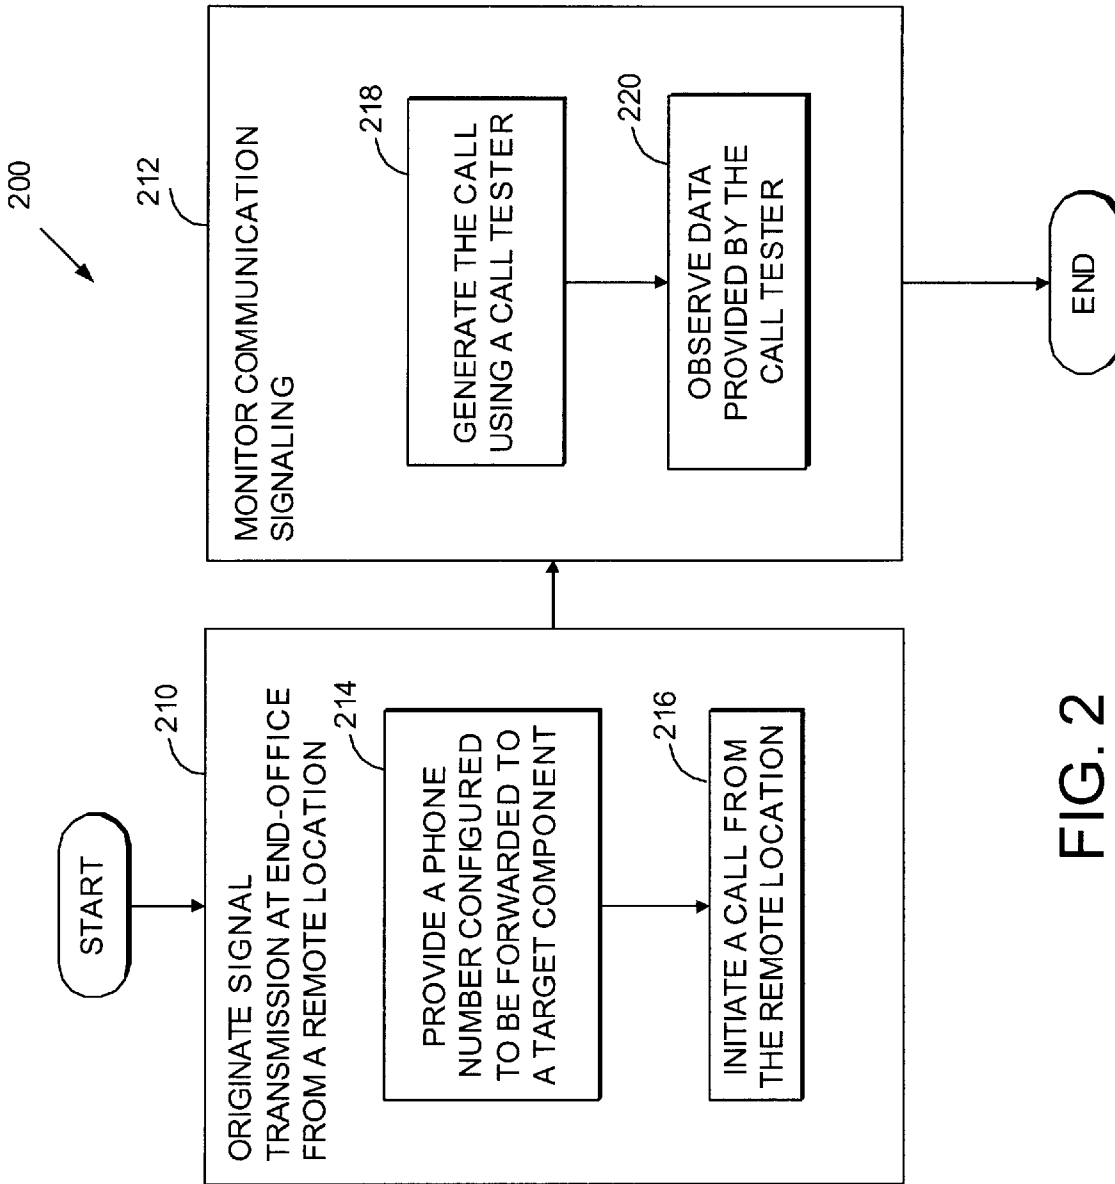 200
START
210
ORIGINATE SIGNAL
TRANSMISSION AT END-OFFICE
FROM A REMOTE LOCATION
214
PROVIDE A PHONE
NUMBER CONFIGURED
TO BE FORWARDED TO
A TARGET COMPONENT
216
INITIATE A CALL FROM
THE REMOTE LOCATION
212
MONITOR COMMUNICATION
SIGNALING
218
GENERATE THE CALL
USING A CALL TESTER
220
OBSERVE DATA
PROVIDED BY THE
CALL TESTER
END
FIG. 2